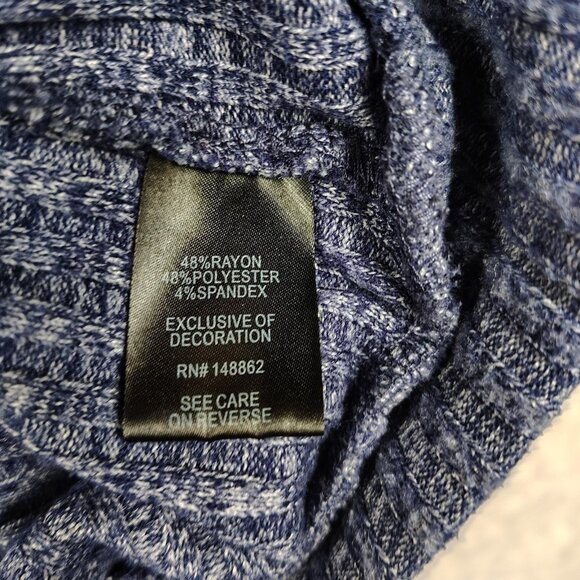 48%RAYON
48%POLYESTER
4%SPANDEX
EXCLUSIVE OF
DECORATION
RN# 148862
SEE CARE
ON REVERSE